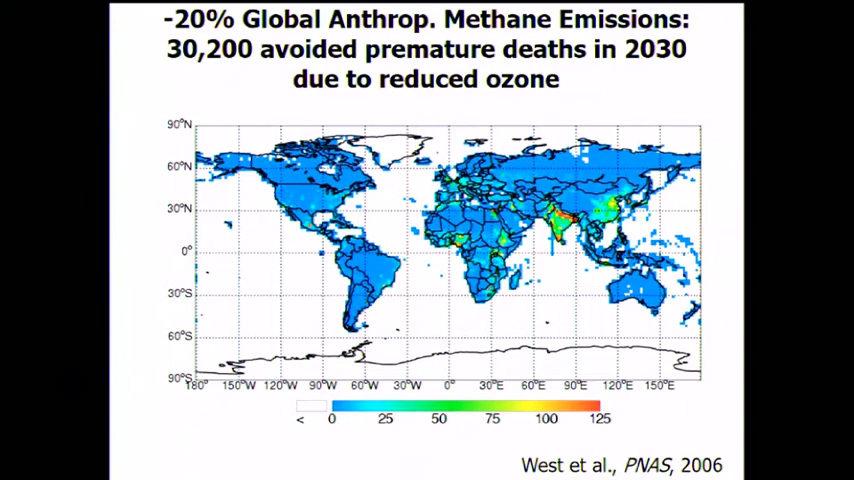 -20% Global Anthrop. Methane Emissions:
30,200 avoided premature deaths in 2030
due to reduced ozone
90°N
60°N
30°N
0°
30°S
60°S
90°S
180° 150°W 120°W 90°W 60°W 30°W 0° 30°E 60°E 90°E 120°E 150°E
< 0 25 50 75 100 125
West et al., PNAS, 2006